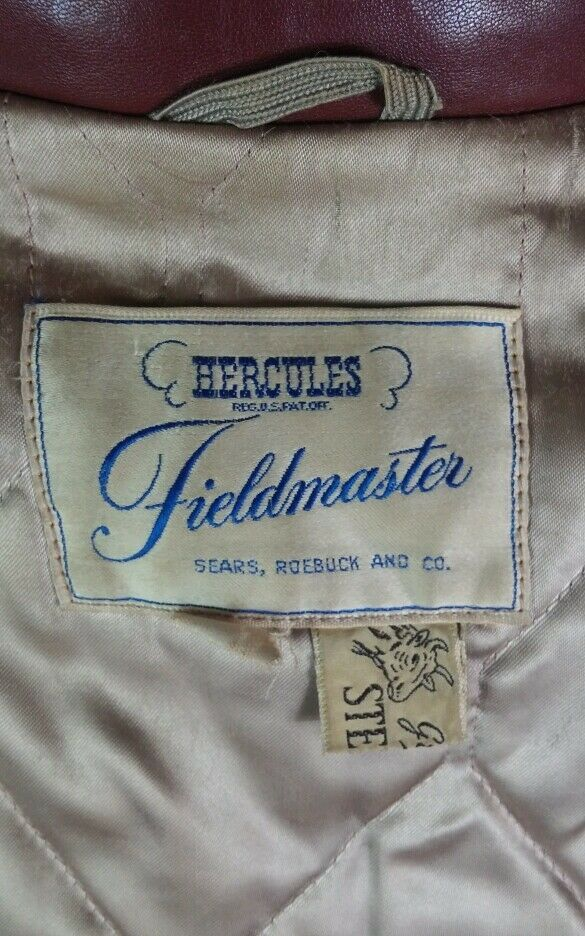 HERCULES
REG.U.S.PAT.OFF.
Fieldmaster
SEARS, ROEBUCK AND CO.
STE